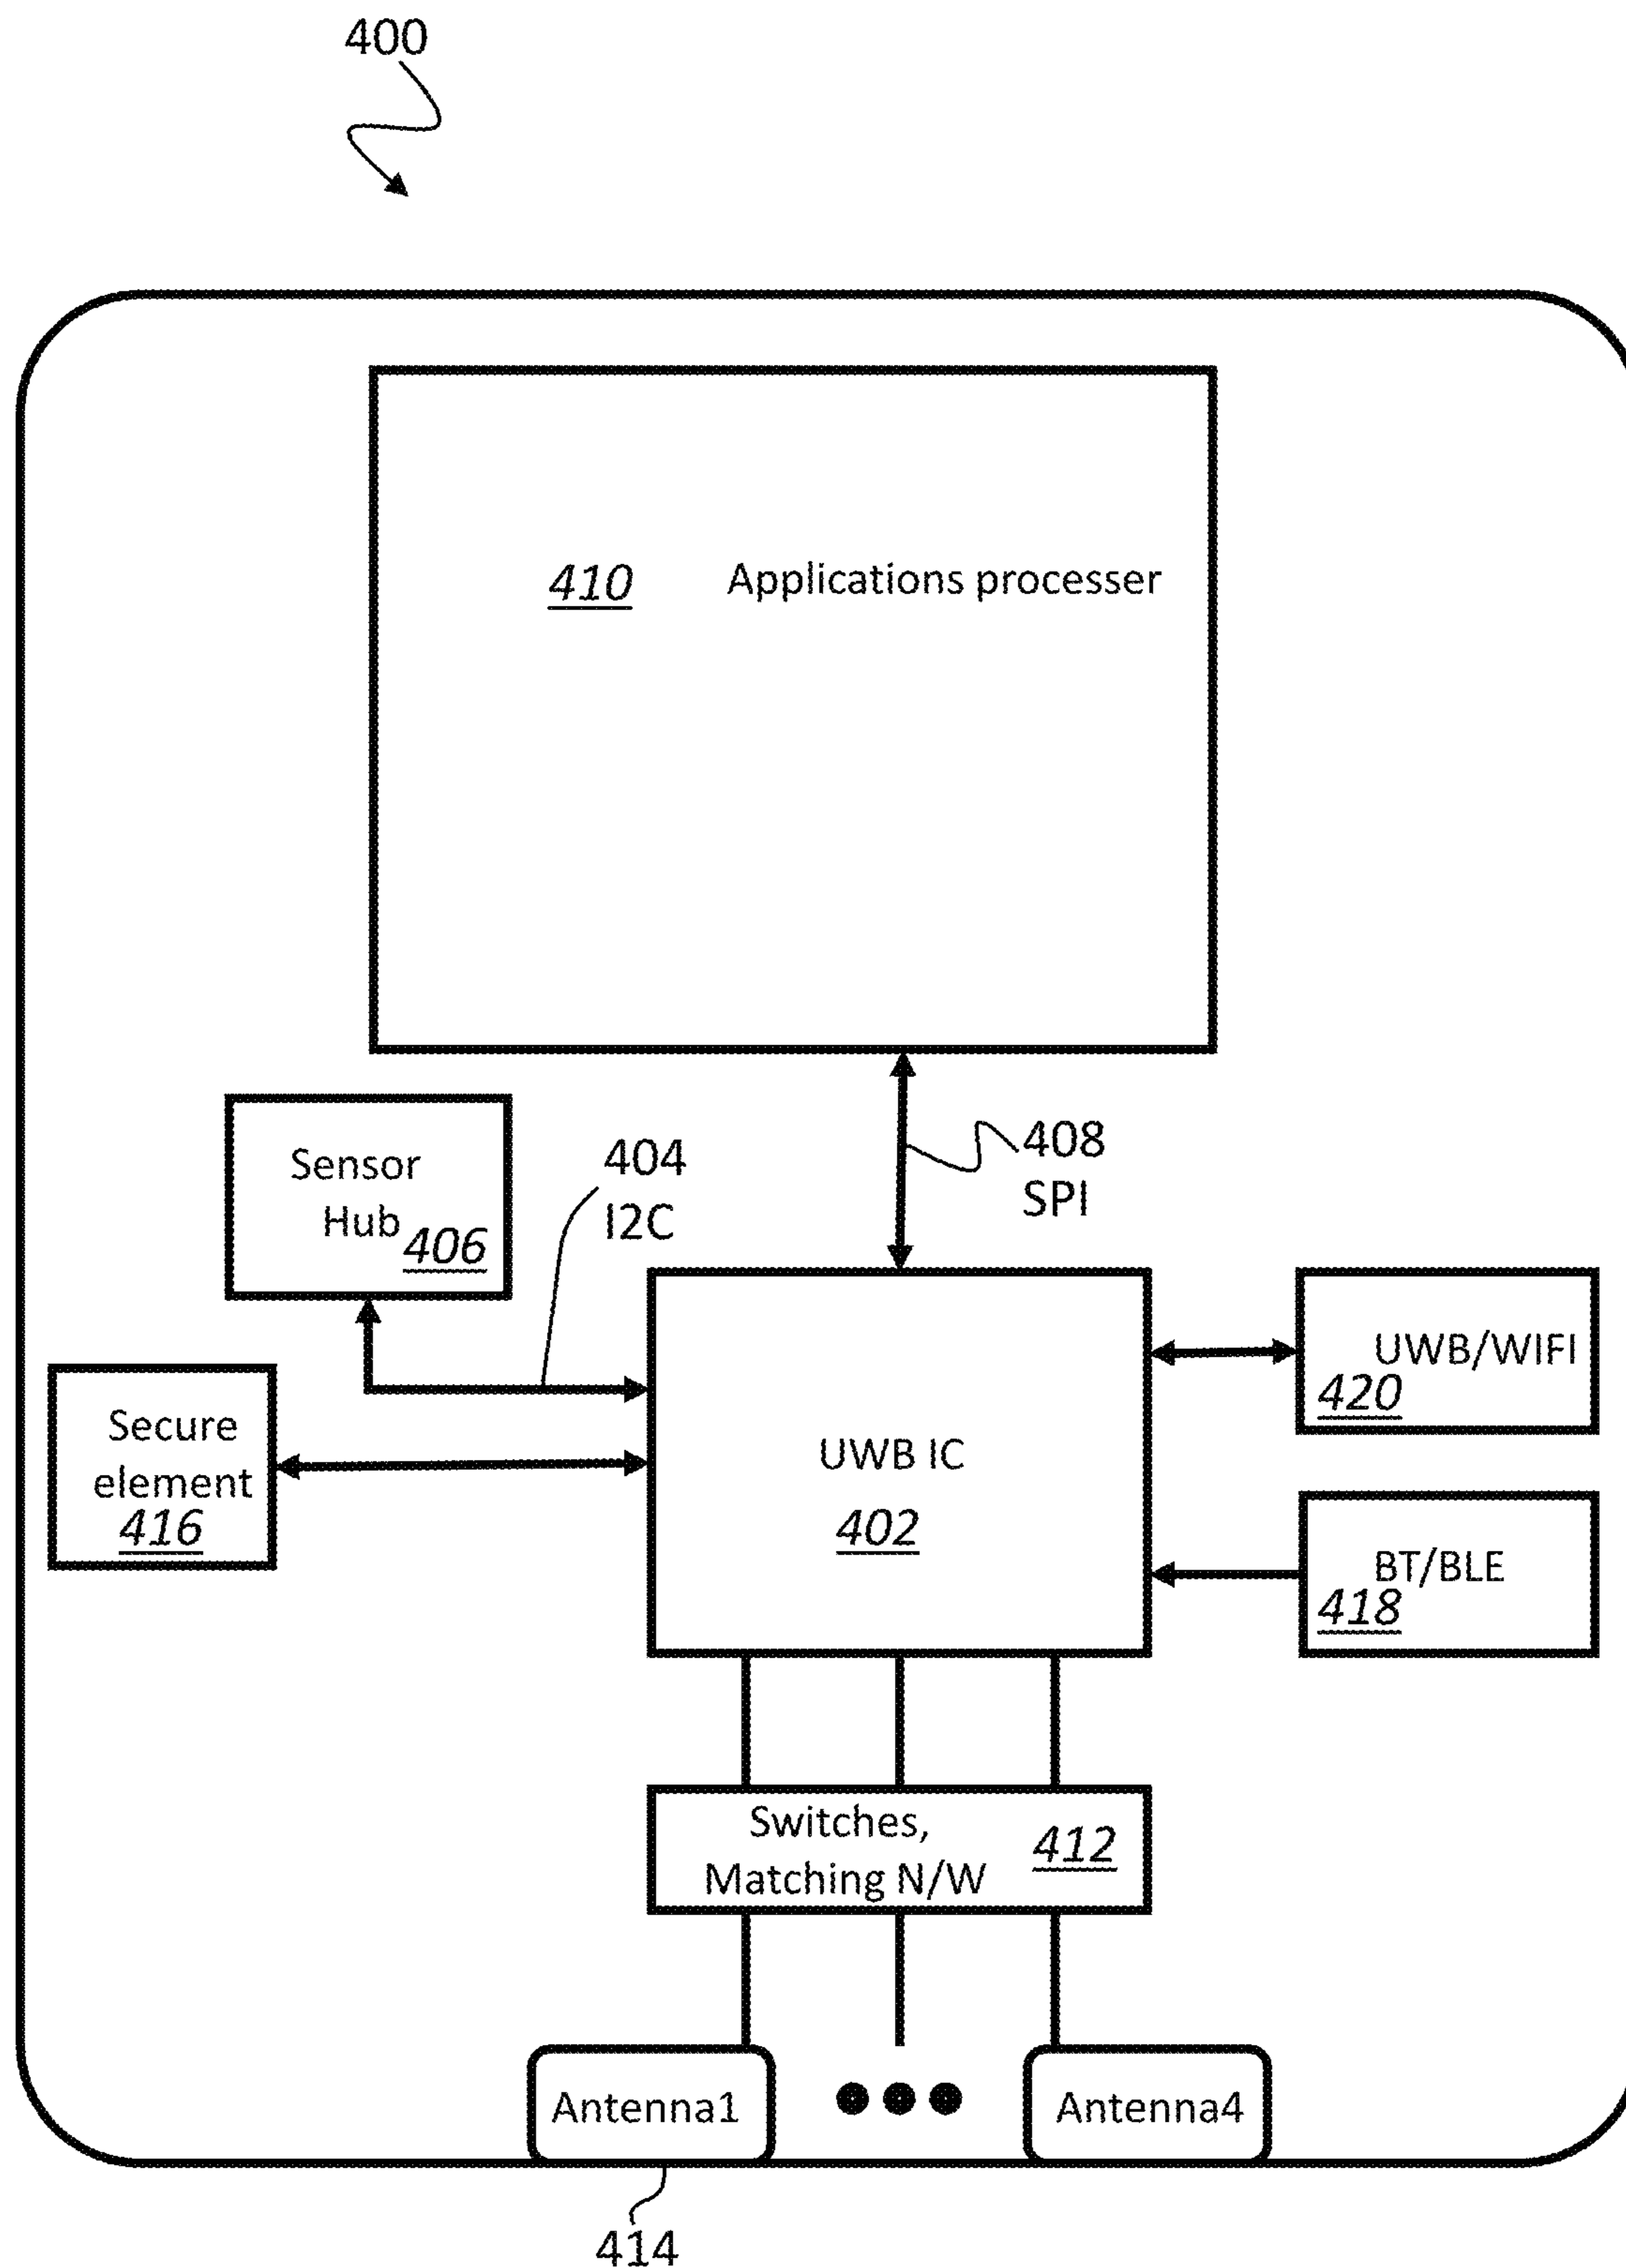 400
410 Applications processer
Sensor
Hub 406
404
I2C
408
SPI
Secure
element
416
UWB IC
402
UWB/WIFI
420
BT/BLE
418
Switches,
Matching N/W 412
Antenna1
Antenna4
414